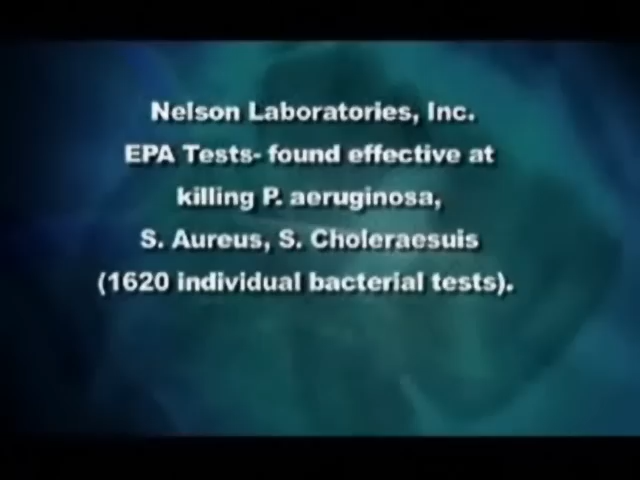 Nelson Laboratories, Inc.
EPA Tests- found effective at
killing P. aeruginosa,
S. Aureus, S. Choleraesuis
(1620 individual bacterial tests).